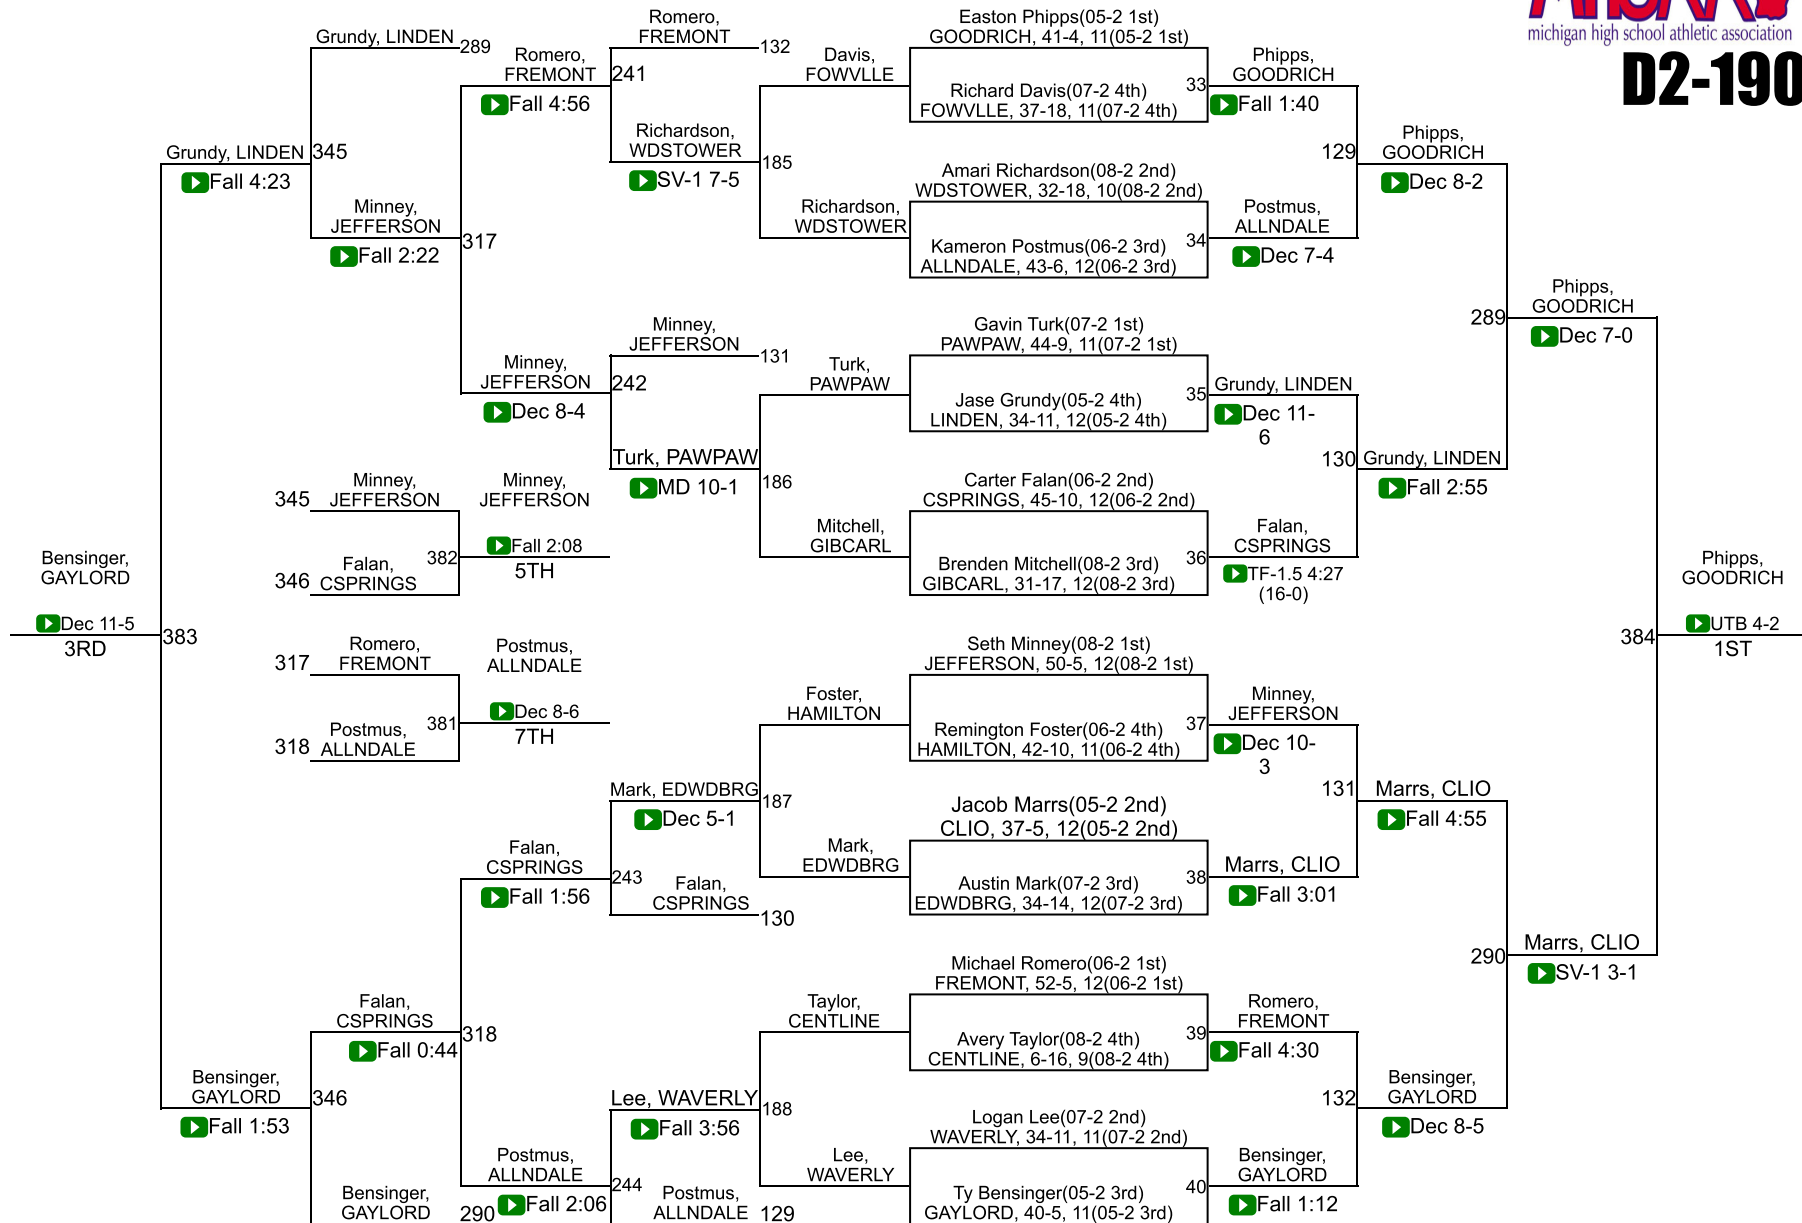 MHSAA
michigan high school athletic association
D2-190
Grundy, LINDEN
289
345
Grundy, LINDEN
Fall 4:23
Minney,
JEFFERSON
Fall 2:22
Romero,
FREMONT
Fall 4:56
241
317
Minney,
JEFFERSON
Dec 8-4
242
Romero,
FREMONT
132
Richardson,
WDSTOWER
SV-1 7-5
185
Minney,
JEFFERSON
131
Turk, PAWPAW
MD 10-1
186
Davis,
FOWVLLE
Richardson,
WDSTOWER
Turk,
PAWPAW
Mitchell,
GIBCARL
Easton Phipps(05-2 1st)
GOODRICH, 41-4, 11(05-2 1st)
Richard Davis(07-2 4th)
FOWVLLE, 37-18, 11(07-2 4th)
33
Amari Richardson(08-2 2nd)
WDSTOWER, 32-18, 10(08-2 2nd)
Kameron Postmus(06-2 3rd)
ALLNDALE, 43-6, 12(06-2 3rd)
34
Gavin Turk(07-2 1st)
PAWPAW, 44-9, 11(07-2 1st)
Jase Grundy(05-2 4th)
LINDEN, 34-11, 12(05-2 4th)
35
Carter Falan(06-2 2nd)
CSPRINGS, 45-10, 12(06-2 2nd)
Brenden Mitchell(08-2 3rd)
GIBCARL, 31-17, 12(08-2 3rd)
36
Phipps,
GOODRICH
Fall 1:40
Postmus,
ALLNDALE
Dec 7-4
129
Grundy, LINDEN
Dec 11-
6
Falan,
CSPRINGS
TF-1.5 4:27
(16-0)
130
Phipps,
GOODRICH
Dec 8-2
Grundy, LINDEN
Fall 2:55
289
Phipps,
GOODRICH
Dec 7-0
345
Minney,
JEFFERSON
346
Falan,
CSPRINGS
382
Minney,
JEFFERSON
Fall 2:08
5TH
Bensinger,
GAYLORD
Dec 11-5
3RD
383
317
Romero,
FREMONT
318
Postmus,
ALLNDALE
381
Postmus,
ALLNDALE
Dec 8-6
7TH
Phipps,
GOODRICH
UTB 4-2
1ST
384
Foster,
HAMILTON
Mark, EDWDBRG
Dec 5-1
187
Mark,
EDWDBRG
Falan,
CSPRINGS
Fall 1:56
243
Falan,
CSPRINGS
130
Seth Minney(08-2 1st)
JEFFERSON, 50-5, 12(08-2 1st)
Remington Foster(06-2 4th)
HAMILTON, 42-10, 11(06-2 4th)
37
Jacob Marrs(05-2 2nd)
CLIO, 37-5, 12(05-2 2nd)
Austin Mark(07-2 3rd)
EDWDBRG, 34-14, 12(07-2 3rd)
38
Minney,
JEFFERSON
Dec 10-
3
Marrs, CLIO
Fall 3:01
131
Marrs, CLIO
Fall 4:55
290
Marrs, CLIO
SV-1 3-1
Falan,
CSPRINGS
Fall 0:44
318
Bensinger,
GAYLORD
Fall 1:53
346
Bensinger,
GAYLORD
290
Postmus,
ALLNDALE
Fall 2:06
244
Lee, WAVERLY
Fall 3:56
188
Postmus,
ALLNDALE
129
Taylor,
CENTLINE
Lee,
WAVERLY
Michael Romero(06-2 1st)
FREMONT, 52-5, 12(06-2 1st)
Avery Taylor(08-2 4th)
CENTLINE, 6-16, 9(08-2 4th)
39
Logan Lee(07-2 2nd)
WAVERLY, 34-11, 11(07-2 2nd)
Ty Bensinger(05-2 3rd)
GAYLORD, 40-5, 11(05-2 3rd)
40
Romero,
FREMONT
Fall 4:30
Bensinger,
GAYLORD
Fall 1:12
132
Bensinger,
GAYLORD
Dec 8-5